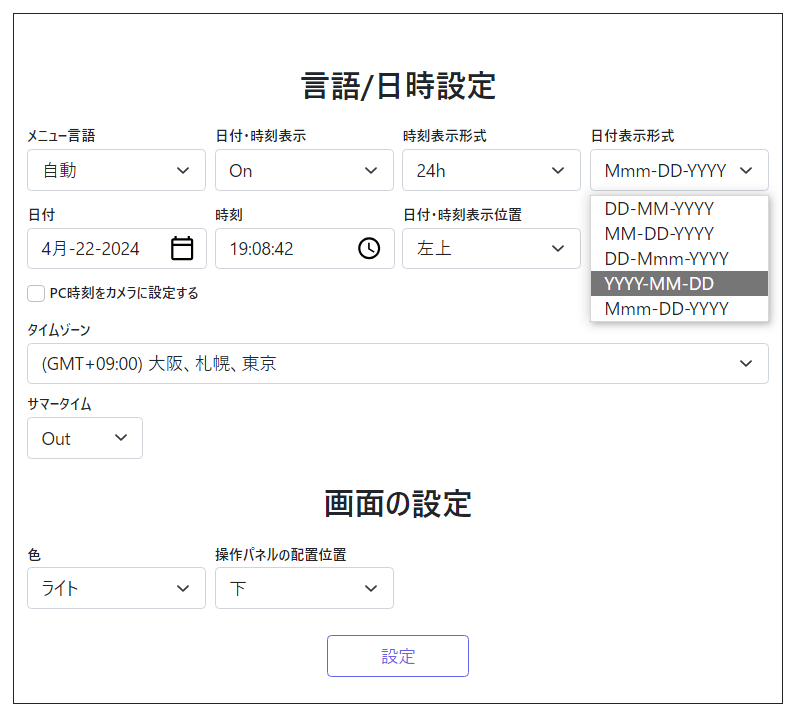 言語/日時設定
メニュー言語
日付・時刻表示
時刻表示形式
日付表示形式
自動
On
24h
Mmm-DD-YYYY
DD-MM-YYYY
MM-DD-YYYY
DD-Mmm-YYYY
YYYY-MM-DD
Mmm-DD-YYYY
日付
時刻
日付・時刻表示位置
4月-22-2024
19:08:42
左上
PC時刻をカメラに設定する
タイムゾーン
(GMT+09:00) 大阪、札幌、東京
サマータイム
Out
画面の設定
色
操作パネルの配置位置
ライト
下
設定